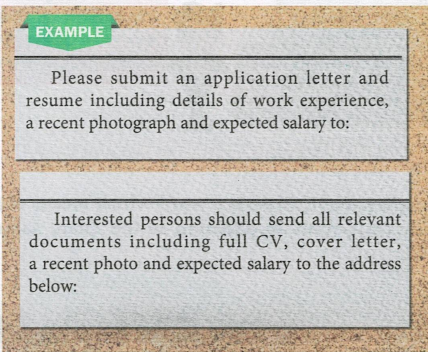 EXAMPLE
Please submit an application letter and
resume including details of work experience,
a recent photograph and expected salary to:
Interested persons should send all relevant
documents including full CV, cover letter,
a recent photo and expected salary to the address
below: